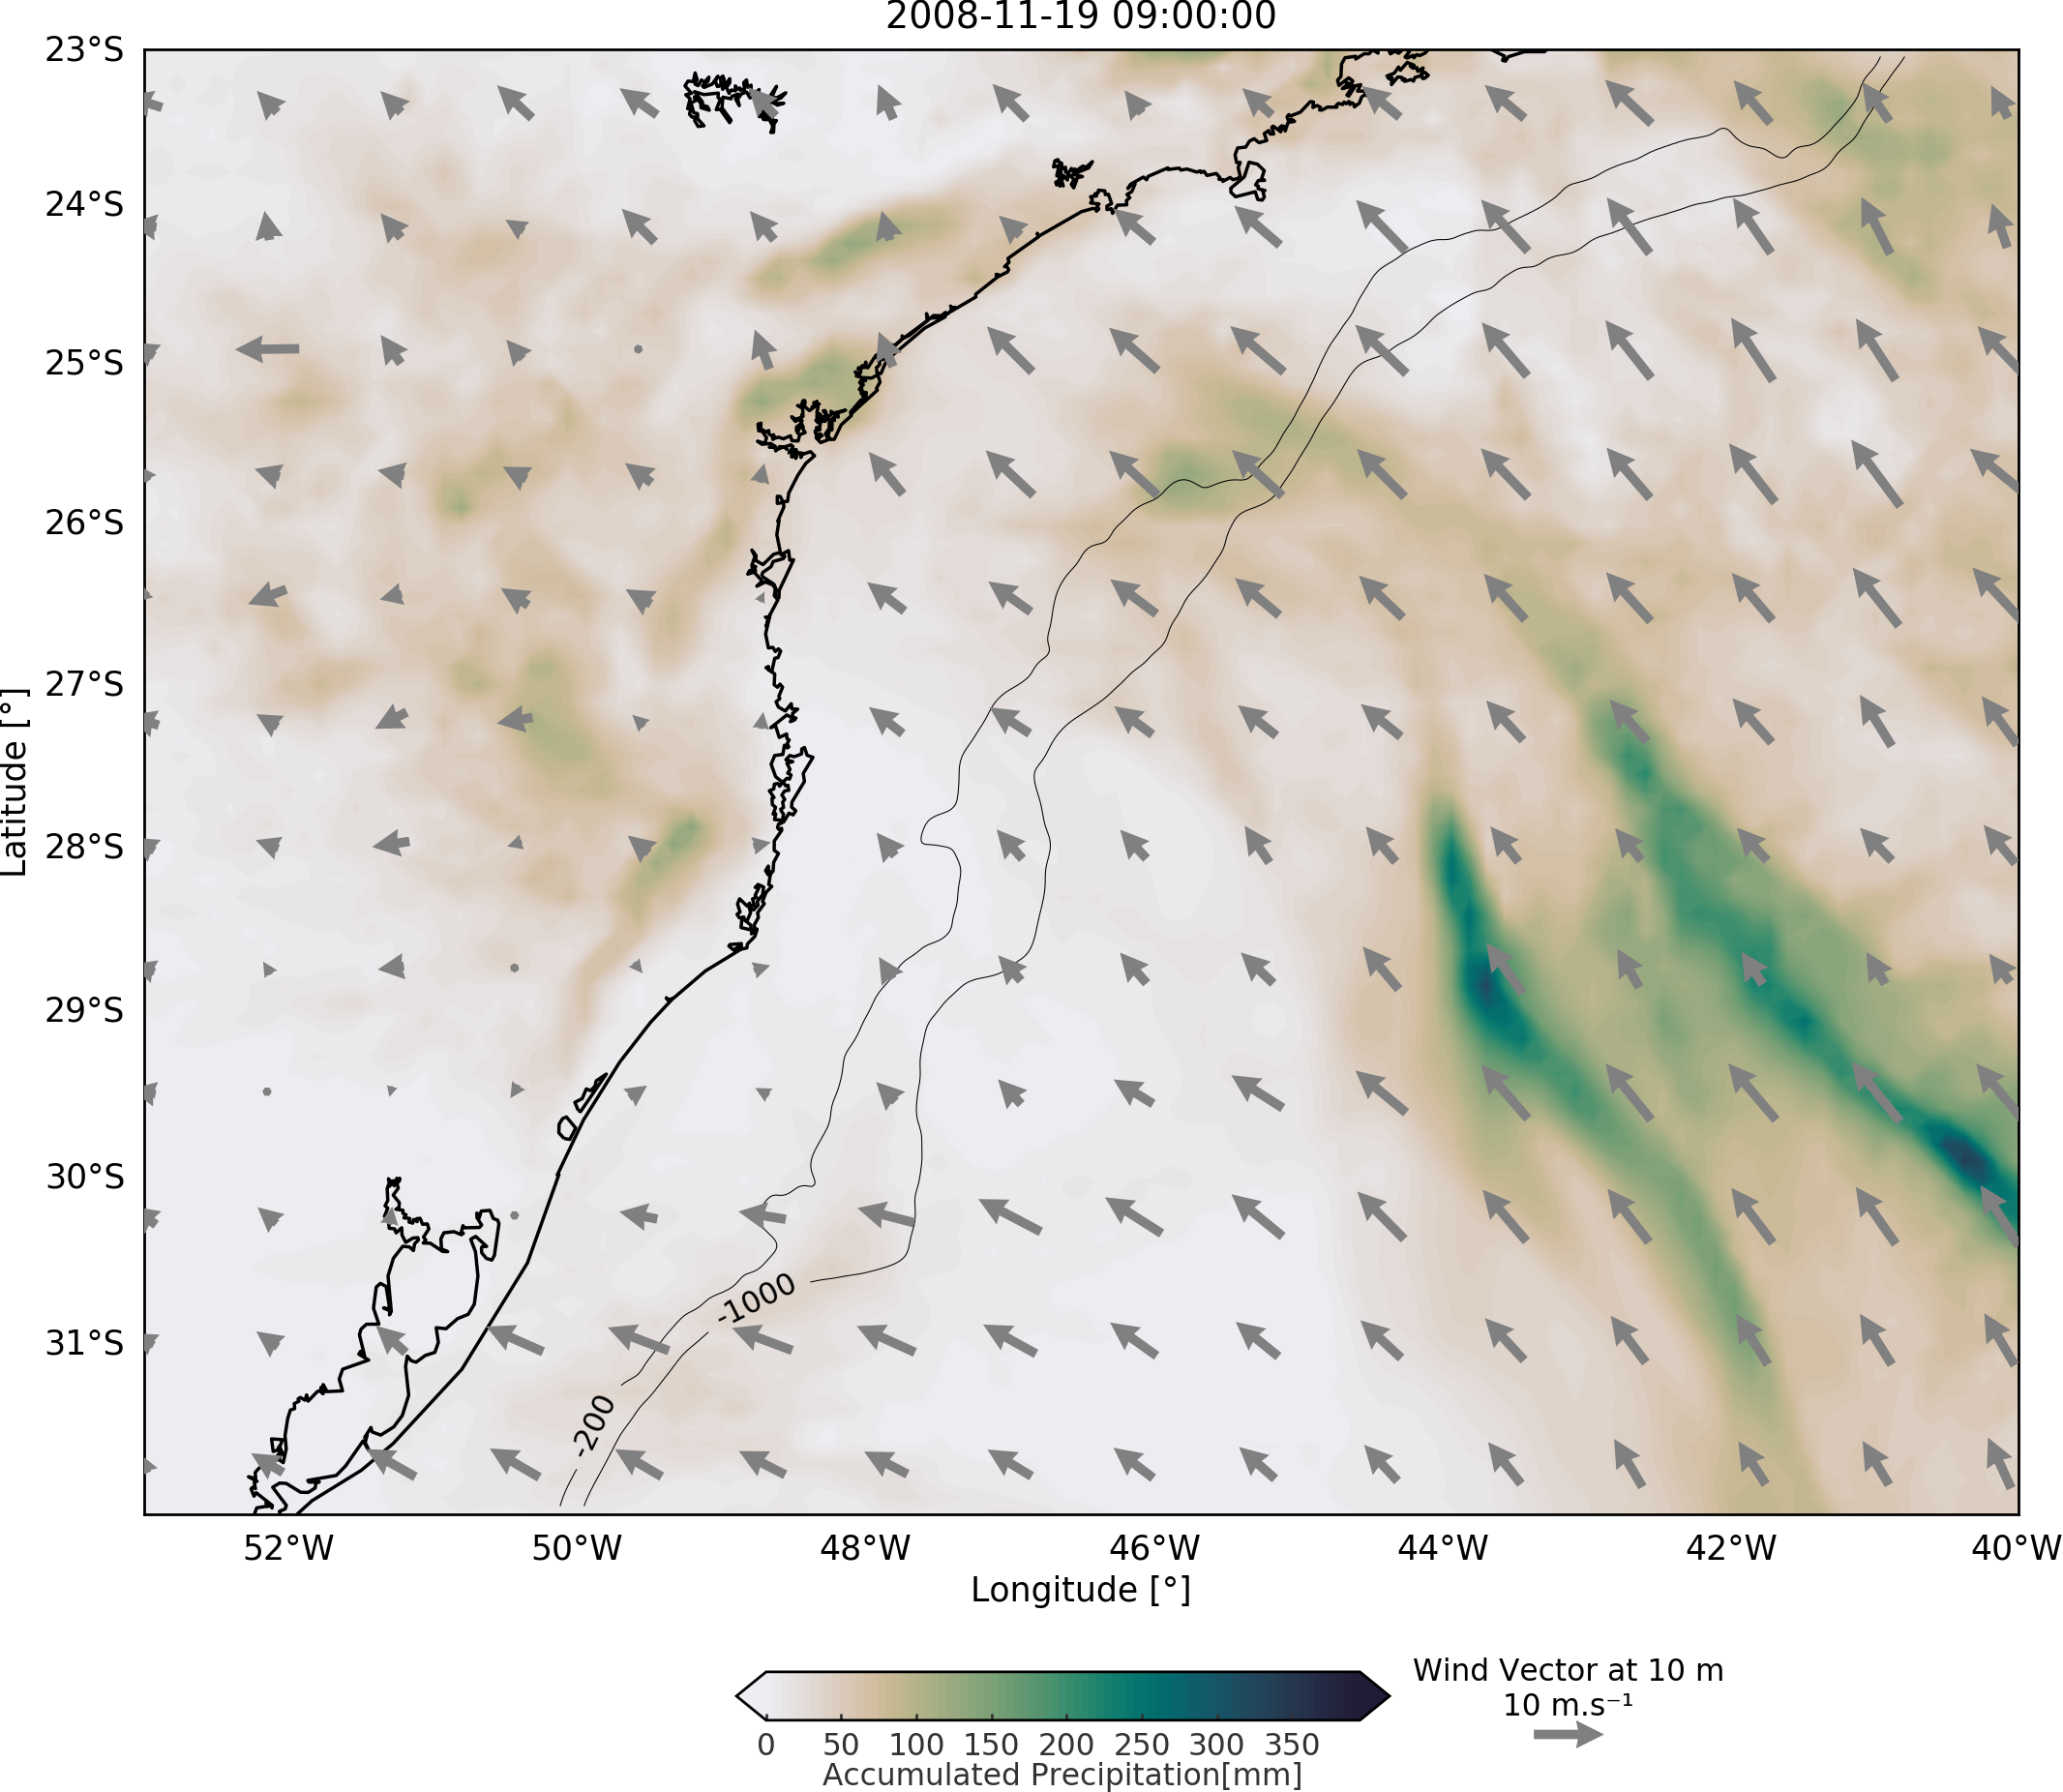 2008-11-19 09:00:00
23°S
24°S
25°S
26°S
27°S
28°S
29°S
30°S
31°S
Latitude [°]
-1000
-200
52°W 50°W 48°W 46°W 44°W 42°W 40°W
Longitude [°]
Wind Vector at 10 m
10 m.s⁻¹
0 50 100 150 200 250 300 350
Accumulated Precipitation[mm]